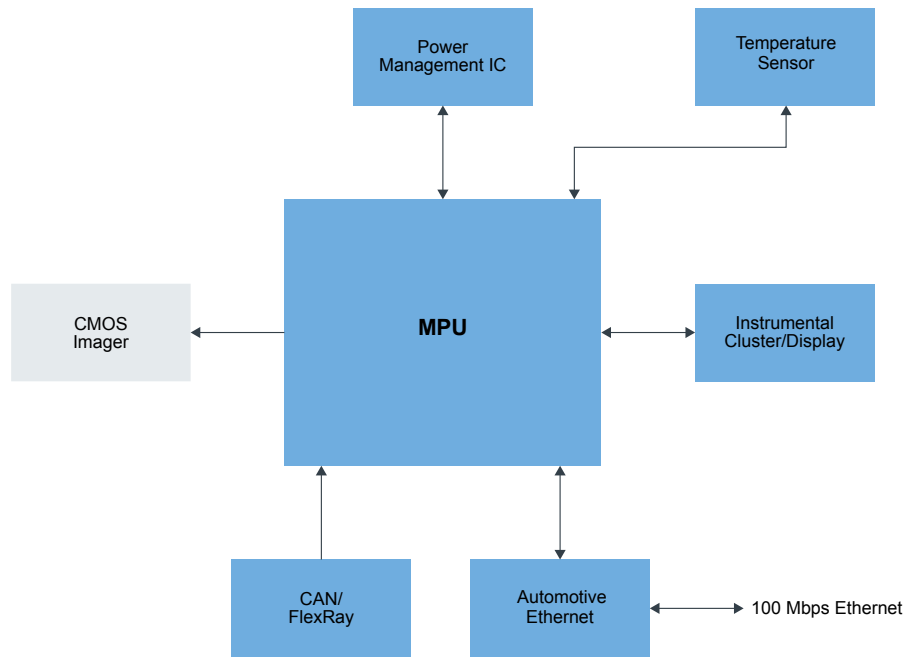 Power
Management IC
Temperature
Sensor
CMOS
Imager
MPU
Instrumental
Cluster/Display
CAN/
FlexRay
Automotive
Ethernet
100 Mbps Ethernet